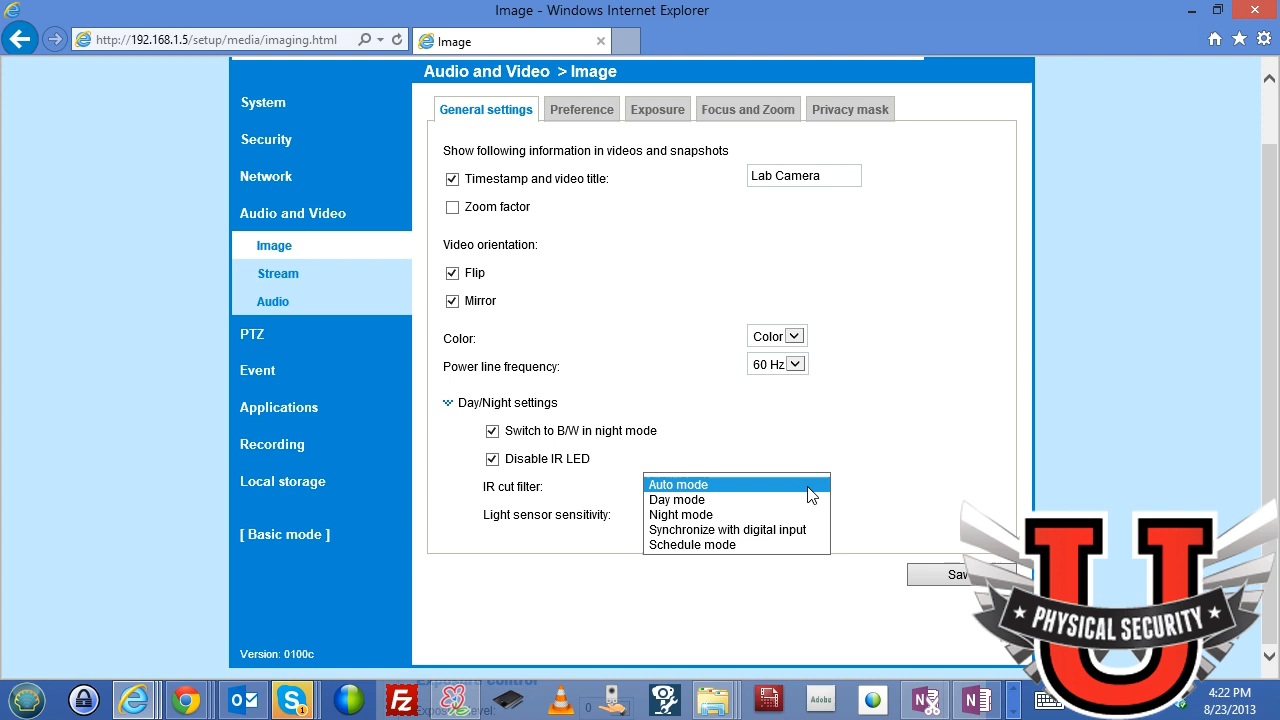 Image - Windows Internet Explorer
http://192.168.1.5/setup/media/imaging.html
Image
Audio and Video > Image
System
Security
Network
Audio and Video
Image
Stream
Audio
PTZ
Event
Applications
Recording
Local storage
[ Basic mode ]
Version: 0100c
General settings
Preference
Exposure
Focus and Zoom
Privacy mask
Show following information in videos and snapshots
Timestamp and video title:
Lab Camera
Zoom factor
Video orientation:
Flip
Mirror
Color:
Color
Power line frequency:
60 Hz
Day/Night settings
Switch to B/W in night mode
Disable IR LED
IR cut filter:
Auto mode
Day mode
Night mode
Synchronize with digital input
Schedule mode
Light sensor sensitivity:
PHYSICAL SECURITY
U
Adobe
4:22 PM
8/23/2013